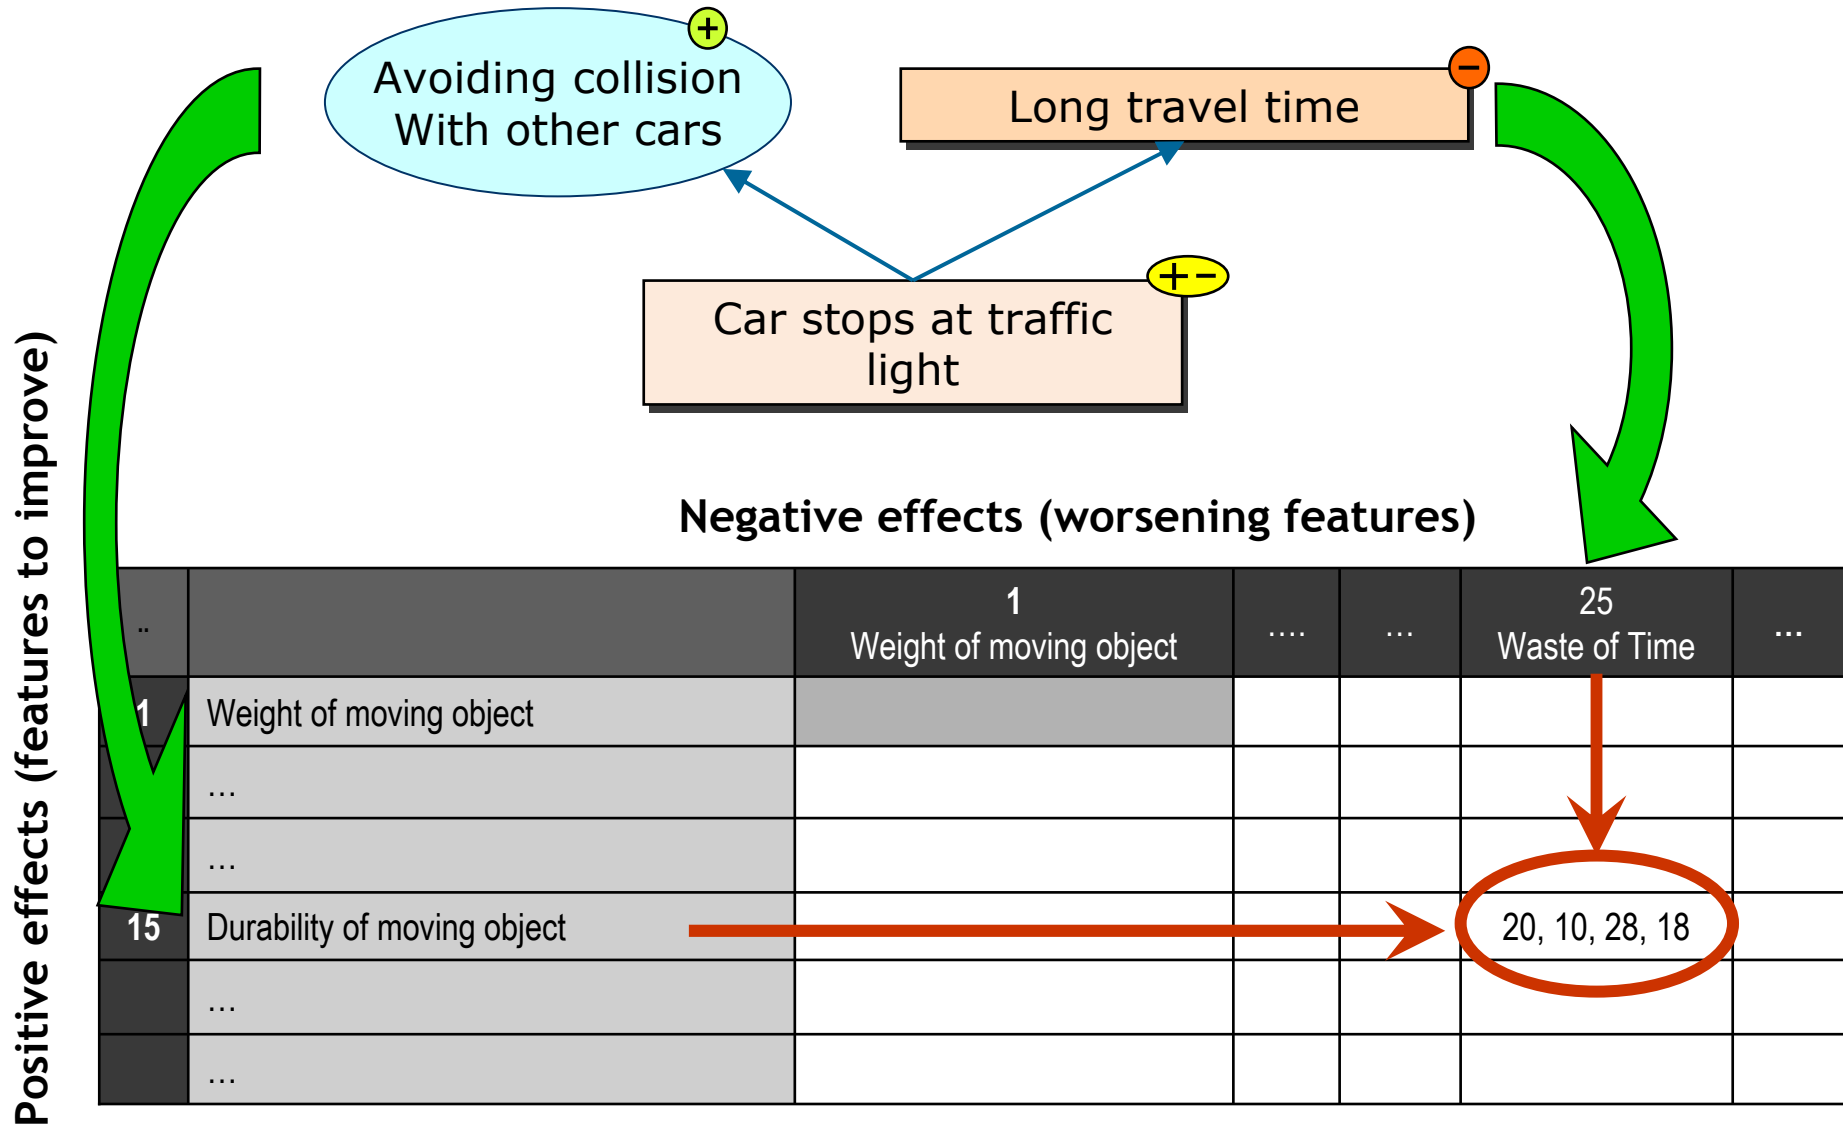 +
Avoiding collision
With other cars
−
Long travel time
+−
Car stops at traffic
light
Positive effects (features to improve)
Negative effects (worsening features)
..
1
Weight of moving object
....
...
25
Waste of Time
...
1 Weight of moving object
...
...
15 Durability of moving object 20, 10, 28, 18
...
...